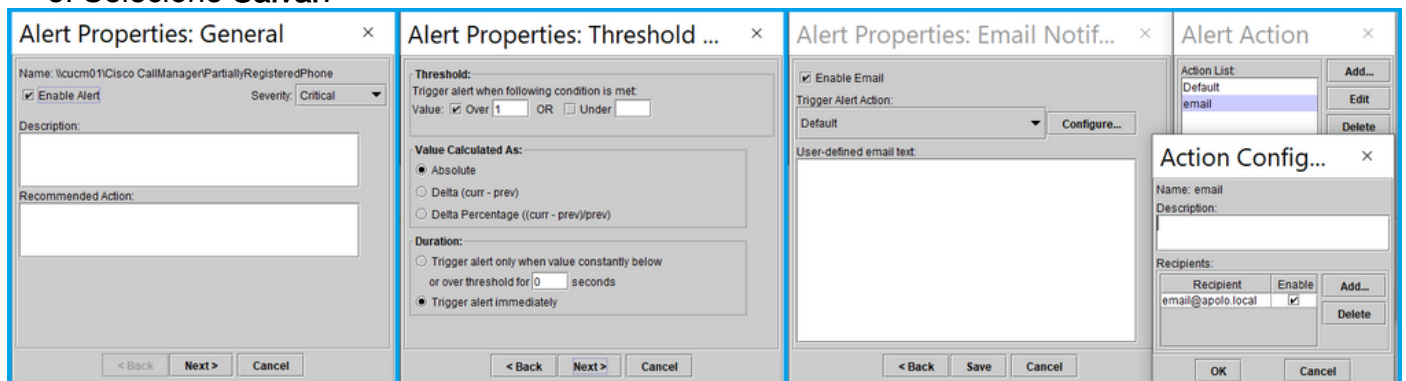 Alert Properties: General ×
Name: \\cucm01\Cisco CallManager\PartiallyRegisteredPhone
Enable Alert Severity: Critical
Description:
Recommended Action:
< Back Next > Cancel
Alert Properties: Threshold ... ×
Threshold:
Trigger alert when following condition is met:
Value: Over 1 OR Under
Value Calculated As:
Absolute
Delta (curr - prev)
Delta Percentage ((curr - prev)/prev)
Duration:
Trigger alert only when value constantly below
or over threshold for 0 seconds
Trigger alert immediately
< Back Next > Cancel
Alert Properties: Email Notif... ×
Enable Email
Trigger Alert Action:
Default Configure...
User-defined email text:
< Back Save Cancel
Alert Action ×
Action List: Add...
Default
email Edit
Delete
Action Config... ×
Name: email
Description:
Recipients:
Recipient Enable Add...
email@apolo.local
Delete
OK Cancel